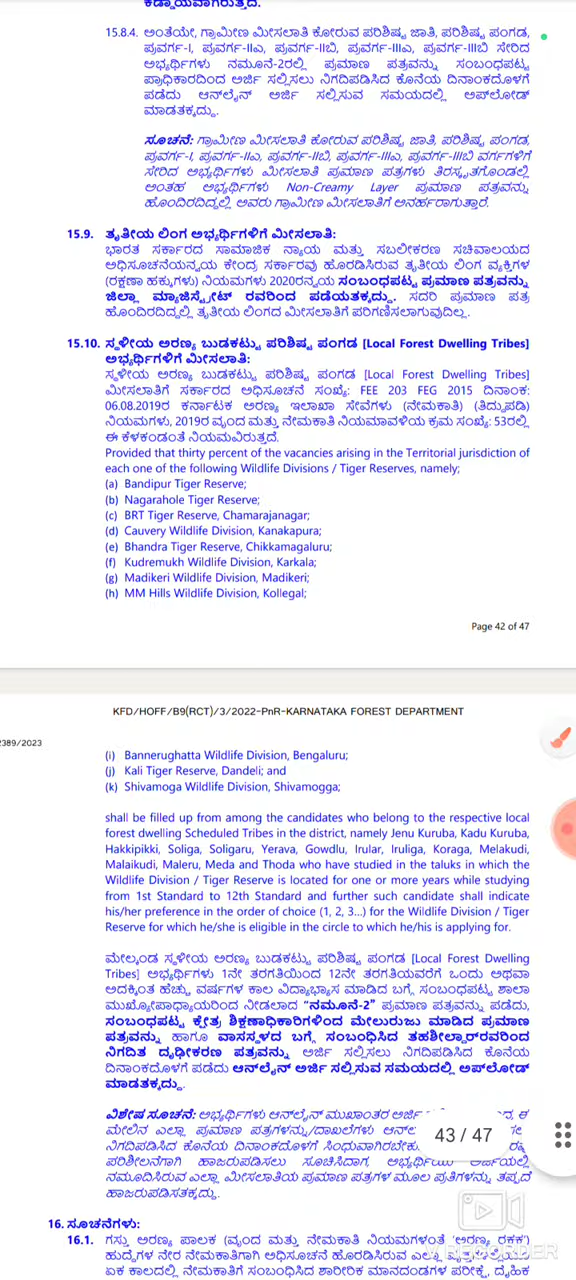 ಕಡ್ಡಾಯವಾಗಿರುತ್ತದೆ.
15.8.4. ಅಂತೆಯೇ, ಗ್ರಾಮೀಣ ಮೀಸಲಾತಿ ಕೋರುವ ಪರಿಶಿಷ್ಟ ಜಾತಿ, ಪರಿಶಿಷ್ಟ ಪಂಗಡ,
ಪ್ರವರ್ಗ-I, ಪ್ರವರ್ಗ-IIಎ, ಪ್ರವರ್ಗ-IIಬಿ, ಪ್ರವರ್ಗ-IIIಎ, ಪ್ರವರ್ಗ-IIIಬಿ ಸೇರಿದ
ಅಭ್ಯರ್ಥಿಗಳು ನಮೂನೆ-2ರಲ್ಲಿ ಪ್ರಮಾಣ ಪತ್ರವನ್ನು ಸಂಬಂಧಪಟ್ಟ
ಪ್ರಾಧಿಕಾರದಿಂದ ಅರ್ಜಿ ಸಲ್ಲಿಸಲು ನಿಗದಿಪಡಿಸಿದ ಕೊನೆಯ ದಿನಾಂಕದೊಳಗೆ
ಪಡೆದು ಆನ್‌ಲೈನ್ ಅರ್ಜಿ ಸಲ್ಲಿಸುವ ಸಮಯದಲ್ಲಿ ಅಪ್‌ಲೋಡ್
ಮಾಡತಕ್ಕದ್ದು.
ಸೂಚನೆ: ಗ್ರಾಮೀಣ ಮೀಸಲಾತಿ ಕೋರುವ ಪರಿಶಿಷ್ಟ ಜಾತಿ, ಪರಿಶಿಷ್ಟ ಪಂಗಡ,
ಪ್ರವರ್ಗ-I, ಪ್ರವರ್ಗ-IIಎ, ಪ್ರವರ್ಗ-IIಬಿ, ಪ್ರವರ್ಗ-IIIಎ, ಪ್ರವರ್ಗ-IIIಬಿ ವರ್ಗಗಳಿಗೆ
ಸೇರಿದ ಅಭ್ಯರ್ಥಿಗಳು ಮೀಸಲಾತಿ ಪ್ರಮಾಣ ಪತ್ರಗಳು ತಿರಸ್ಕೃತಗೊಂಡಲ್ಲಿ
ಅಂತಹ ಅಭ್ಯರ್ಥಿಗಳು Non-Creamy Layer ಪ್ರಮಾಣ ಪತ್ರವನ್ನು
ಹೊಂದಿರದಿದ್ದಲ್ಲಿ ಅವರು ಗ್ರಾಮೀಣ ಮೀಸಲಾತಿಗೆ ಅನರ್ಹರಾಗುತ್ತಾರೆ.
15.9. ತೃತೀಯ ಲಿಂಗ ಅಭ್ಯರ್ಥಿಗಳಿಗೆ ಮೀಸಲಾತಿ:
ಭಾರತ ಸರ್ಕಾರದ ಸಾಮಾಜಿಕ ನ್ಯಾಯ ಮತ್ತು ಸಬಲೀಕರಣ ಸಚಿವಾಲಯದ
ಅಧಿಸೂಚನೆಯನ್ವಯ ಕೇಂದ್ರ ಸರ್ಕಾರವು ಹೊರಡಿಸಿರುವ ತೃತೀಯ ಲಿಂಗ ವ್ಯಕ್ತಿಗಳ
(ರಕ್ಷಣಾ ಹಕ್ಕುಗಳು) ನಿಯಮಗಳು 2020ರನ್ವಯ ಸಂಬಂಧಪಟ್ಟ ಪ್ರಮಾಣ ಪತ್ರವನ್ನು
ಜಿಲ್ಲಾ ಮ್ಯಾಜಿಸ್ಟ್ರೇಟ್ ರವರಿಂದ ಪಡೆಯತಕ್ಕದ್ದು. ಸದರಿ ಪ್ರಮಾಣ ಪತ್ರ
ಹೊಂದಿರದಿದ್ದಲ್ಲಿ ತೃತೀಯ ಲಿಂಗದ ಮೀಸಲಾತಿಗೆ ಪರಿಗಣಿಸಲಾಗುವುದಿಲ್ಲ.
15.10. ಸ್ಥಳೀಯ ಅರಣ್ಯ ಬುಡಕಟ್ಟು ಪರಿಶಿಷ್ಟ ಪಂಗಡ [Local Forest Dwelling Tribes]
ಅಭ್ಯರ್ಥಿಗಳಿಗೆ ಮೀಸಲಾತಿ:
ಸ್ಥಳೀಯ ಅರಣ್ಯ ಬುಡಕಟ್ಟು ಪರಿಶಿಷ್ಟ ಪಂಗಡ [Local Forest Dwelling Tribes]
ಮೀಸಲಾತಿಗೆ ಸರ್ಕಾರದ ಅಧಿಸೂಚನೆ ಸಂಖ್ಯೆ: FEE 203 FEG 2015 ದಿನಾಂಕ:
06.08.2019ರ ಕರ್ನಾಟಕ ಅರಣ್ಯ ಇಲಾಖಾ ಸೇವೆಗಳು (ನೇಮಕಾತಿ) (ತಿದ್ದುಪಡಿ)
ನಿಯಮಗಳು, 2019ರ ವೃಂದ ಮತ್ತು ನೇಮಕಾತಿ ನಿಯಮಾವಳಿಯ ಕ್ರಮ ಸಂಖ್ಯೆ: 53ರಲ್ಲಿ
ಈ ಕೆಳಕಂಡಂತೆ ನಿಯಮವಿರುತ್ತದೆ.
Provided that thirty percent of the vacancies arising in the Territorial jurisdiction of
each one of the following Wildlife Divisions / Tiger Reserves, namely;
(a) Bandipur Tiger Reserve;
(b) Nagarahole Tiger Reserve;
(c) BRT Tiger Reserve, Chamarajanagar;
(d) Cauvery Wildlife Division, Kanakapura;
(e) Bhandra Tiger Reserve, Chikkamagaluru;
(f) Kudremukh Wildlife Division, Karkala;
(g) Madikeri Wildlife Division, Madikeri;
(h) MM Hills Wildlife Division, Kollegal;
Page 42 of 47
KFD/HOFF/B9(RCT)/3/2022-PnR-KARNATAKA FOREST DEPARTMENT
2389/2023
(i) Bannerughatta Wildlife Division, Bengaluru;
(j) Kali Tiger Reserve, Dandeli; and
(k) Shivamoga Wildlife Division, Shivamogga;
shall be filled up from among the candidates who belong to the respective local
forest dwelling Scheduled Tribes in the district, namely Jenu Kuruba, Kadu Kuruba,
Hakkipikki, Soliga, Soligaru, Yerava, Gowdlu, Irular, Iruliga, Koraga, Melakudi,
Malaikudi, Maleru, Meda and Thoda who have studied in the taluks in which the
Wildlife Division / Tiger Reserve is located for one or more years while studying
from 1st Standard to 12th Standard and further such candidate shall indicate
his/her preference in the order of choice (1, 2, 3...) for the Wildlife Division / Tiger
Reserve for which he/she is eligible in the circle to which he/his is applying for.
ಮೇಲ್ಕಂಡ ಸ್ಥಳೀಯ ಅರಣ್ಯ ಬುಡಕಟ್ಟು ಪರಿಶಿಷ್ಟ ಪಂಗಡ [Local Forest Dwelling
Tribes] ಅಭ್ಯರ್ಥಿಗಳು 1ನೇ ತರಗತಿಯಿಂದ 12ನೇ ತರಗತಿಯವರೆಗೆ ಒಂದು ಅಥವಾ
ಅದಕ್ಕಿಂತ ಹೆಚ್ಚು ವರ್ಷಗಳ ಕಾಲ ವಿದ್ಯಾಭ್ಯಾಸ ಮಾಡಿದ ಬಗ್ಗೆ ಸಂಬಂಧಪಟ್ಟ ಶಾಲಾ
ಮುಖ್ಯೋಪಾಧ್ಯಾಯರಿಂದ ನೀಡಲಾದ “ನಮೂನೆ-2” ಪ್ರಮಾಣ ಪತ್ರವನ್ನು ಪಡೆದು,
ಸಂಬಂಧಪಟ್ಟ ಕ್ಷೇತ್ರ ಶಿಕ್ಷಣಾಧಿಕಾರಿಗಳಿಂದ ಮೇಲುರುಜು ಮಾಡಿದ ಪ್ರಮಾಣ
ಪತ್ರವನ್ನು ಹಾಗೂ ವಾಸಸ್ಥಳದ ಬಗ್ಗೆ ಸಂಬಂಧಿಸಿದ ತಹಶೀಲ್ದಾರ್‌ರವರಿಂದ
ನಿಗದಿತ ದೃಢೀಕರಣ ಪತ್ರವನ್ನು ಅರ್ಜಿ ಸಲ್ಲಿಸಲು ನಿಗದಿಪಡಿಸಿದ ಕೊನೆಯ
ದಿನಾಂಕದೊಳಗೆ ಪಡೆದು ಆನ್‌ಲೈನ್ ಅರ್ಜಿ ಸಲ್ಲಿಸುವ ಸಮಯದಲ್ಲಿ ಅಪ್‌ಲೋಡ್
ಮಾಡತಕ್ಕದ್ದು.
ವಿಶೇಷ ಸೂಚನೆ: ಅಭ್ಯರ್ಥಿಗಳು ಆನ್‌ಲೈನ್ ಮುಖಾಂತರ ಅರ್ಜಿ ಈ
ಮೇಲಿನ ಎಲ್ಲಾ ಪ್ರಮಾಣ ಪತ್ರಗಳನ್ನು/ದಾಖಲೆಗಳು
ನಿಗದಿಪಡಿಸಿದ ಕೊನೆಯ ದಿನಾಂಕದೊಳಗೆ ಸಿಂಧುವಾಗಿರಬೇಕು
43 / 47
ಪರಿಶೀಲನೆಗಾಗಿ ಹಾಜರುಪಡಿಸಲು ಸೂಚಿಸಿದಾಗ, ಅಭ್ಯರ್ಥಿಯು ಅರ್ಜಿಯಲ್ಲಿ
ನಮೂದಿಸಿರುವ ಎಲ್ಲಾ ಮೀಸಲಾತಿಯ ಪ್ರಮಾಣ ಪತ್ರಗಳ ಮೂಲ ಪ್ರತಿಗಳನ್ನು ತಪ್ಪದೆ
ಹಾಜರುಪಡಿಸತಕ್ಕದ್ದು.
16. ಸೂಚನೆಗಳು:
16.1. ಗಸ್ತು ಅರಣ್ಯ ಪಾಲಕ (ವೃಂದ ಮತ್ತು ನೇಮಕಾತಿ ನಿಯಮಗಳಂತೆ ‘ಅರಣ್ಯ ರಕ್ಷಕ’)
ಹುದ್ದೆಗಳ ನೇರ ನೇಮಕಾತಿಗಾಗಿ ಅಧಿಸೂಚನೆ ಹೊರಡಿಸಿರುವ
ಏಕ ಕಾಲದಲ್ಲಿ ನೇಮಕಾತಿಗೆ ಸಂಬಂಧಿಸಿದ ಶಾರೀರಿಕ ಮಾನದಂಡಗಳ ಪರೀಕ್ಷೆ, ದೈಹಿಕ
RECORDER